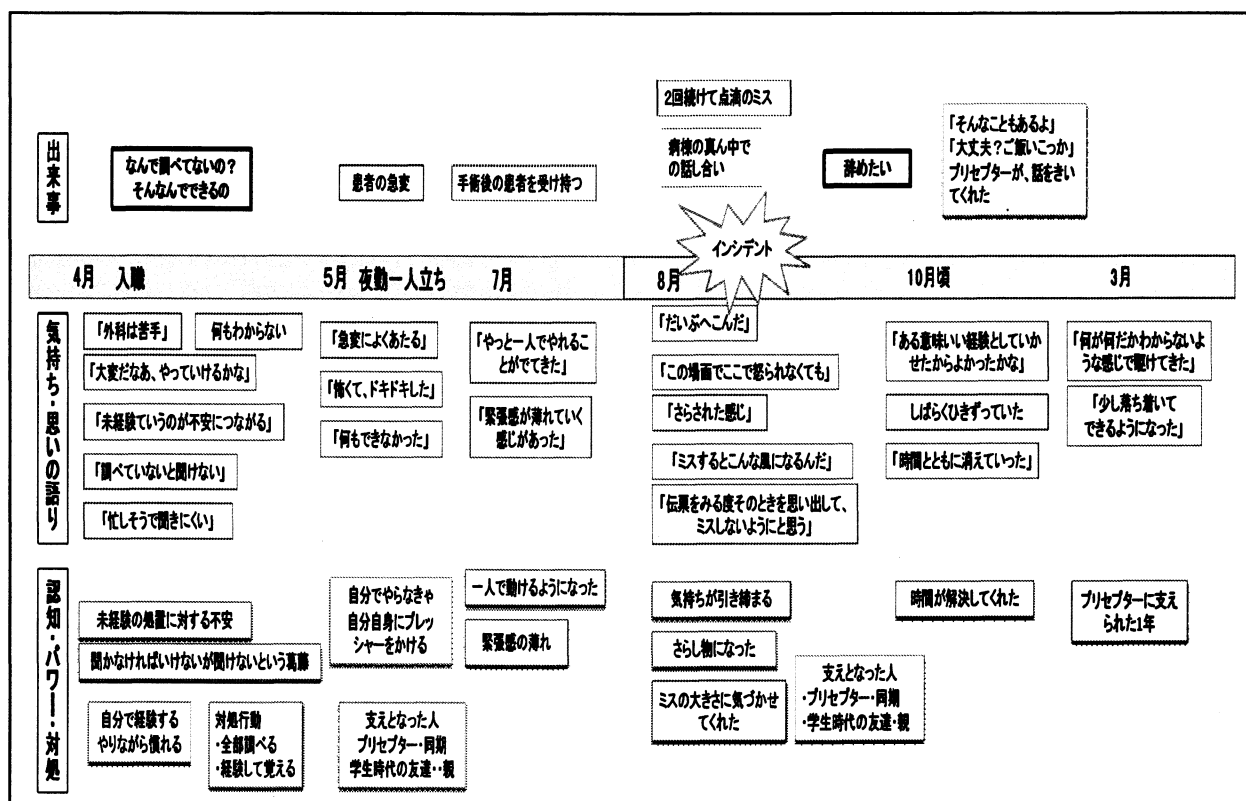 出来事
なんで調べてないの？
そんなんでできるの
患者の急変
手術後の患者を受け持つ
2回続けて点滴のミス
病棟の真ん中で
の話し合い
辞めたい
「そんなこともあるよ」
「大丈夫？ご飯いこっか」
プリセプターが、話をきい
てくれた
インシデント
4月 入職
5月 夜勤一人立ち
7月
8月
10月頃
3月
気持ち・思いの語り
「外科は苦手」
何もわからない
「大変だなあ、やっていけるかな」
「未経験ていうのが不安につながる」
「調べていないと聞けない」
「忙しそうで聞きにくい」
「急変によくあたる」
「怖くて、ドキドキした」
「何もできなかった」
「やっと一人でやれるこ
とがでてきた」
「緊張感が薄れていく
感じがあった」
「だいぶへこんだ」
「この場面でここで怒られなくても」
「さらされた感じ」
「ミスするとこんな風になるんだ」
「伝票をみる度そのときを思い出して、
ミスしないようにと思う」
「ある意味いい経験としていか
せたからよかったかな」
しばらくひきずっていた
「時間とともに消えていった」
「何が何だかわからないよ
うな感じで駆けてきた」
「少し落ち着いて
できるようになった」
認知・パワー・対処
未経験の処置に対する不安
聞かなければいけないが聞けないという葛藤
自分で経験する
やりながら慣れる
対処行動
・全部調べる
・経験して覚える
自分でやらなきゃ
自分自身にプレッ
シャーをかける
支えとなった人
プリセプター・同期
学生時代の友達・・親
一人で動けるようになった
緊張感の薄れ
気持ちが引き締まる
さらし物になった
ミスの大きさに気づかせ
てくれた
支えとなった人
・プリセプター・同期
・学生時代の友達・親
時間が解決してくれた
プリセプターに支え
られた1年